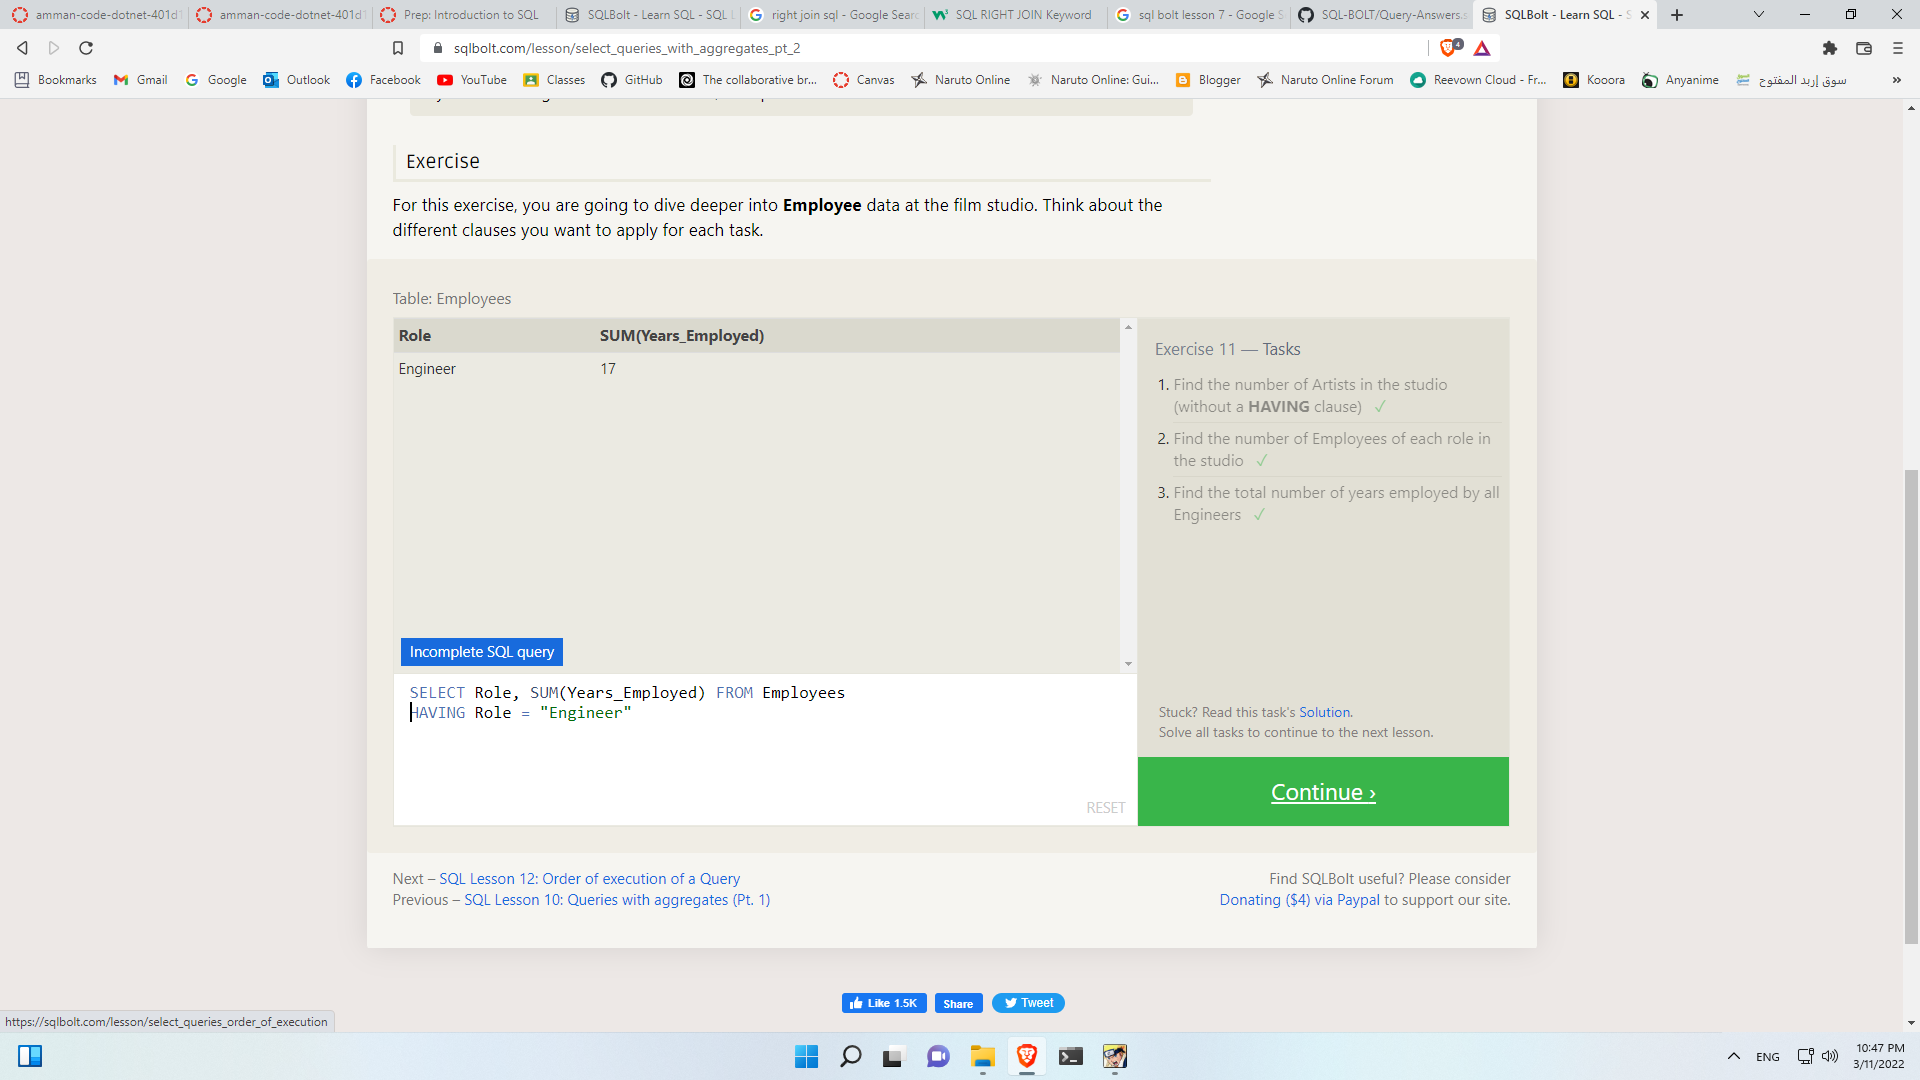 amman-code-dotnet-401d1
amman-code-dotnet-401d1
Prep: Introduction to SQL
SQLBolt - Learn SQL - SQL L
right join sql - Google Searc
SQL RIGHT JOIN Keyword
sql bolt lesson 7 - Google S
SQL-BOLT/Query-Answers.s
SQLBolt - Learn SQL - S
sqlbolt.com/lesson/select_queries_with_aggregates_pt_2
4
Bookmarks
Gmail
Google
Outlook
Facebook
YouTube
Classes
GitHub
The collaborative br...
Canvas
Naruto Online
Naruto Online: Gui...
Blogger
Naruto Online Forum
Reevown Cloud - Fr...
Kooora
Anyanime
سوق إربد المفتوح
»
Exercise
For this exercise, you are going to dive deeper into Employee data at the film studio. Think about the
different clauses you want to apply for each task.
Table: Employees
Role SUM(Years_Employed)
Engineer 17
Incomplete SQL query
SELECT Role, SUM(Years_Employed) FROM Employees
HAVING Role = "Engineer"
RESET
Exercise 11 — Tasks
1. Find the number of Artists in the studio
(without a HAVING clause) ✓
2. Find the number of Employees of each role in
the studio ✓
3. Find the total number of years employed by all
Engineers ✓
Stuck? Read this task's Solution.
Solve all tasks to continue to the next lesson.
Continue ›
Next – SQL Lesson 12: Order of execution of a Query
Previous – SQL Lesson 10: Queries with aggregates (Pt. 1)
Find SQLBolt useful? Please consider
Donating ($4) via Paypal to support our site.
Like 1.5K
Share
Tweet
https://sqlbolt.com/lesson/select_queries_order_of_execution
ENG
10:47 PM
3/11/2022